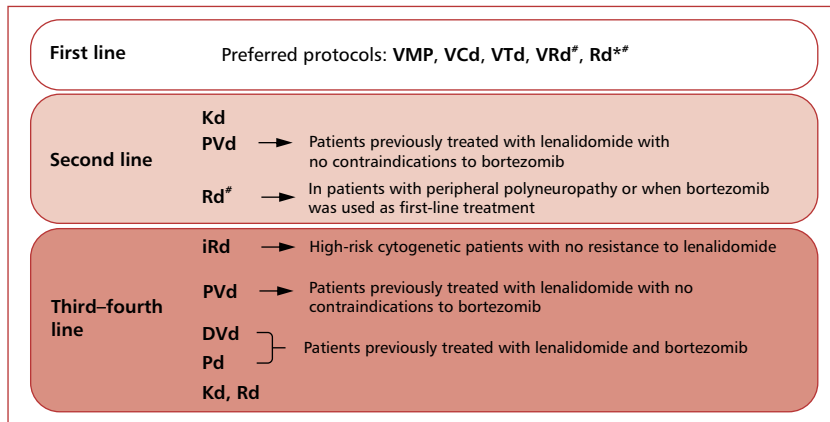 First line
Preferred protocols: VMP, VCd, VTd, VRd#, Rd*#
Second line
Kd
PVd
Patients previously treated with lenalidomide with
no contraindications to bortezomib
Rd#
In patients with peripheral polyneuropathy or when bortezomib
was used as first-line treatment
Third–fourth
line
iRd
High-risk cytogenetic patients with no resistance to lenalidomide
PVd
Patients previously treated with lenalidomide with no
contraindications to bortezomib
DVd
Pd
Patients previously treated with lenalidomide and bortezomib
Kd, Rd